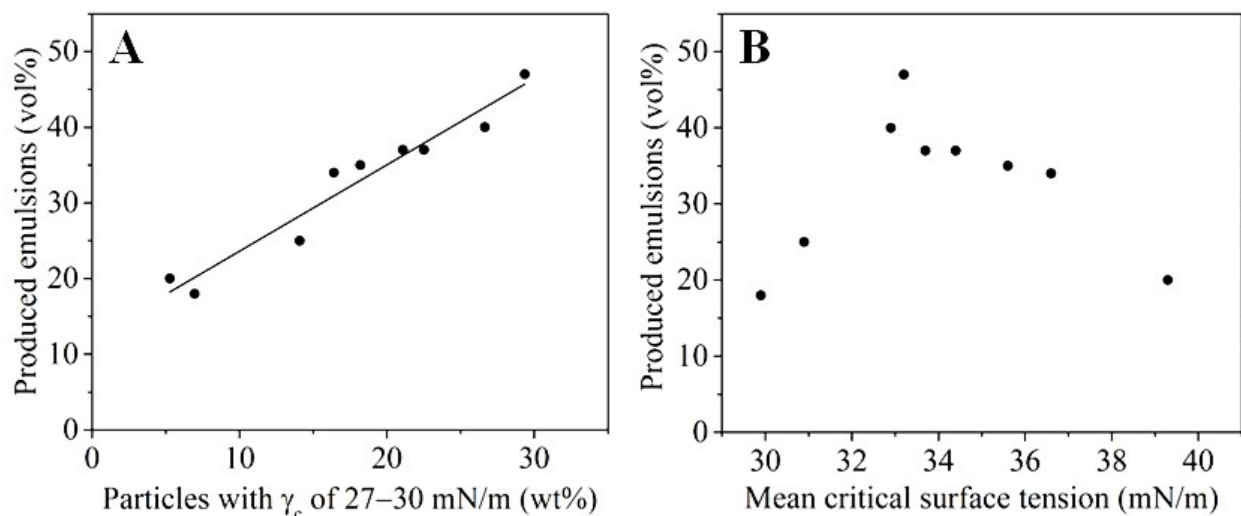 A
Produced emulsions (vol%)
50
40
30
20
10
0
0 10 20 30
Particles with γc of 27–30 mN/m (wt%)
B
Produced emulsions (vol%)
50
40
30
20
10
0
30 32 34 36 38 40
Mean critical surface tension (mN/m)